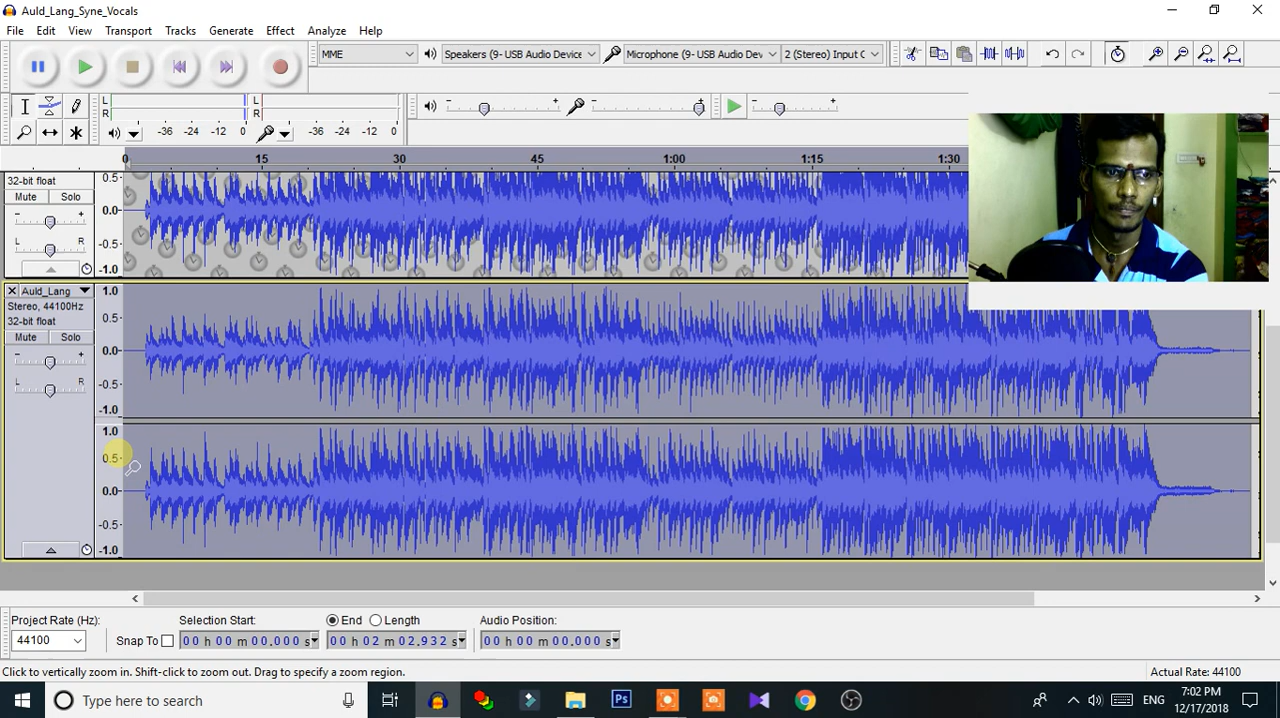 Auld_Lang_Syne_Vocals
File Edit View Transport Tracks Generate Effect Analyze Help
MME Speakers (9- USB Audio Device Microphone (9- USB Audio Dev 2 (Stereo) Input C
L R -36 -24 -12 0 L R -36 -24 -12 0
0 15 30 45 1:00 1:15 1:30
32-bit float
Mute Solo
- +
L R
0.5
0.0
-0.5
-1.0
X Auld_Lang
Stereo, 44100Hz
32-bit float
Mute Solo
- +
L R
1.0
0.5
0.0
-0.5
-1.0
1.0
0.5
0.0
-0.5
-1.0
Project Rate (Hz): Selection Start: End Length Audio Position:
44100 Snap To 00 h 00 m 00.000 s 00 h 02 m 02.932 s 00 h 00 m 00.000 s
Click to vertically zoom in. Shift-click to zoom out. Drag to specify a zoom region. Actual Rate: 44100
Type here to search Ps ENG 7:02 PM
12/17/2018